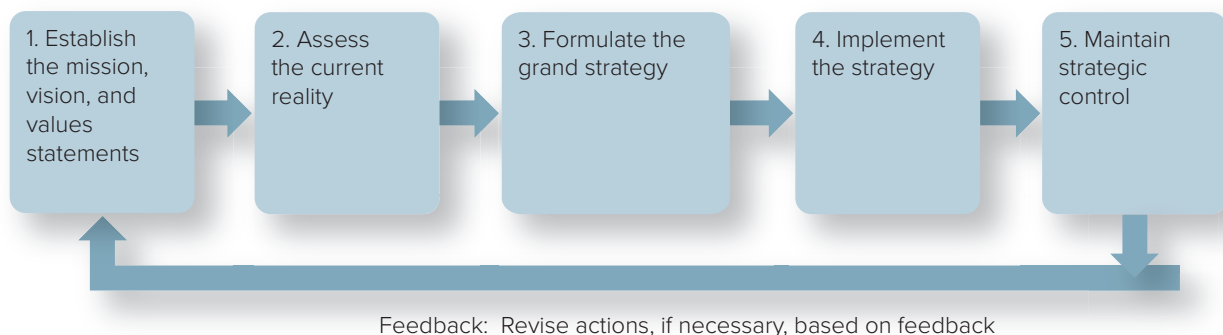 1. Establish
the mission,
vision, and
values
statements
2. Assess
the current
reality
3. Formulate the
grand strategy
4. Implement
the strategy
5. Maintain
strategic
control
Feedback: Revise actions, if necessary, based on feedback